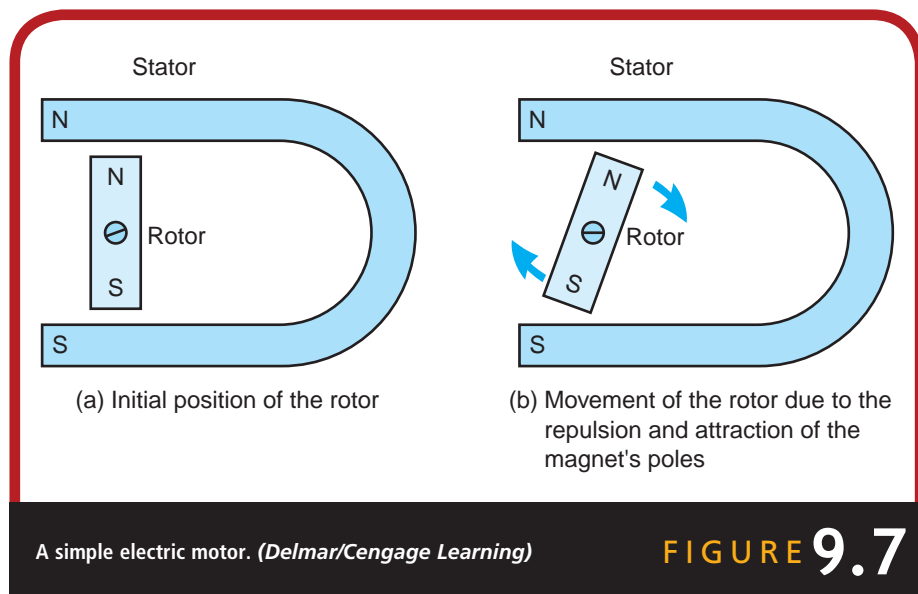 Stator
N
N
Rotor
S
S
(a) Initial position of the rotor
Stator
N
N
Rotor
S
S
(b) Movement of the rotor due to the
repulsion and attraction of the
magnet's poles
A simple electric motor. (Delmar/Cengage Learning)
FIGURE 9.7